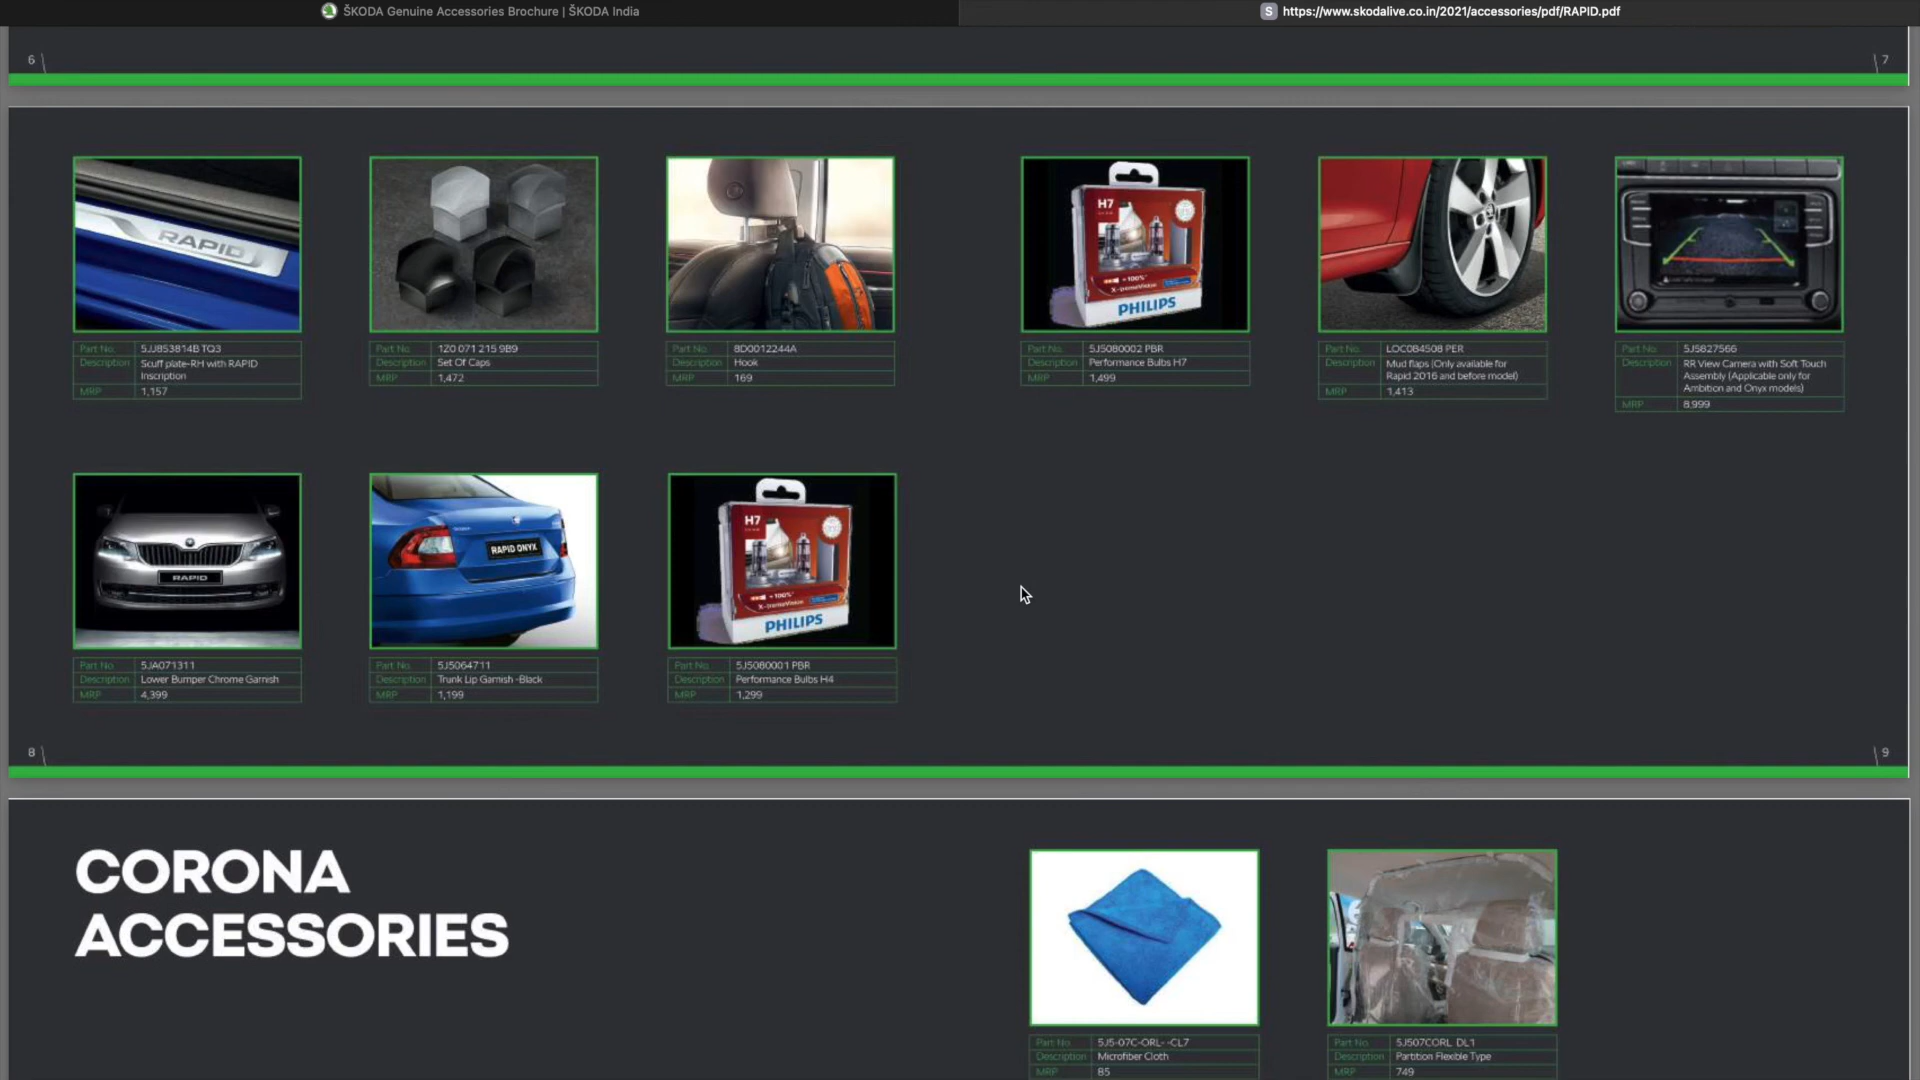 ŠKODA Genuine Accessories Brochure | ŠKODA India
S https://www.skodalive.co.in/2021/accessories/pdf/RAPID.pdf
6
7
RAPID
Part No. 5JJ853814B TQ3
Description Scuff plate-RH with RAPID
Inscription
MRP 1,157
Part No. 1Z0 071 215 9B9
Description Set Of Caps
MRP 1,472
Part No. 8D0012244A
Description Hook
MRP 169
H7
+100%
X-tremeVision
PHILIPS
Part No. 5J5080002 PBR
Description Performance Bulbs H7
MRP 1,499
Part No. LOC084508 PER
Description Mud flaps (Only available for
Rapid 2016 and before model)
MRP 1,413
Part No. 5J5827566
Description RR View Camera with Soft Touch
Assembly (Applicable only for
Ambition and Onyx models)
MRP 8,999
RAPID
Part No. 5JA071311
Description Lower Bumper Chrome Garnish
MRP 4,399
RAPID ONYX
Part No. 5J5064711
Description Trunk Lip Garnish -Black
MRP 1,199
H7
+100%
X-tremeVision
PHILIPS
Part No. 5J5080001 PBR
Description Performance Bulbs H4
MRP 1,299
8
9
CORONA
ACCESSORIES
Part No. 5J5-07C-ORL- -CL7
Description Microfiber Cloth
MRP 85
Part No. 5J507CORL DL1
Description Partition Flexible Type
MRP 749